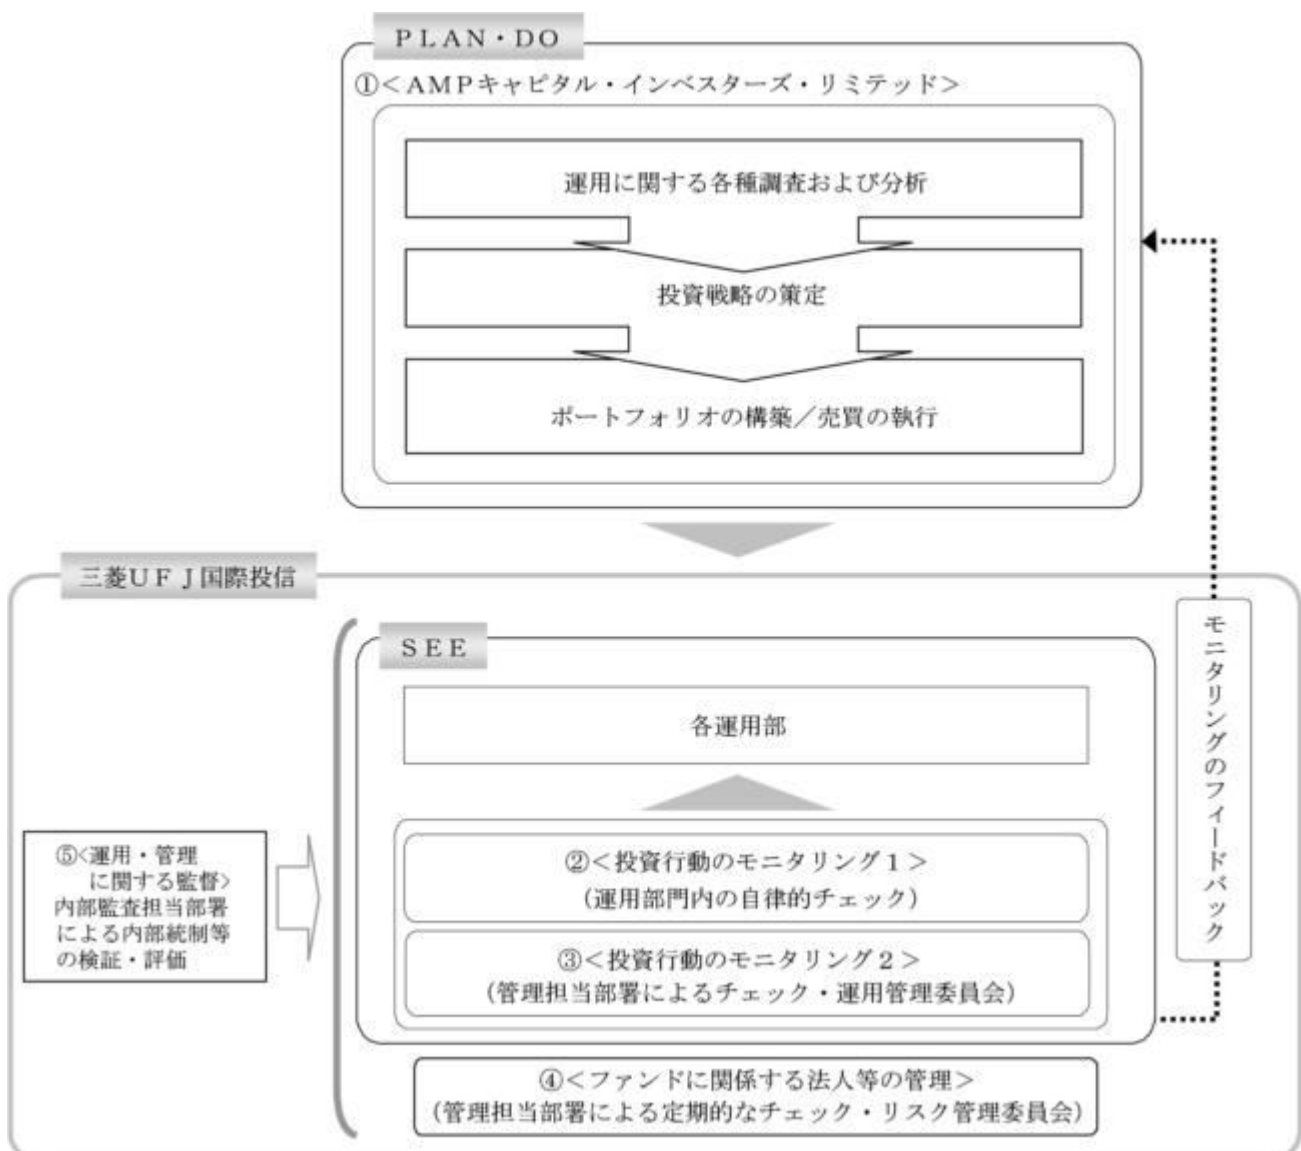 ＰＬＡＮ・ＤＯ
①＜ＡＭＰキャピタル・インベスターズ・リミテッド＞
運用に関する各種調査および分析
投資戦略の策定
ポートフォリオの構築／売買の執行
三菱ＵＦＪ国際投信
ＳＥＥ
各運用部
②＜投資行動のモニタリング１＞
（運用部門内の自律的チェック）
③＜投資行動のモニタリング２＞
（管理担当部署によるチェック・運用管理委員会）
④＜ファンドに関係する法人等の管理＞
（管理担当部署による定期的なチェック・リスク管理委員会）
⑤<運用・管理
に関する監督>
内部監査担当部署
による内部統制等
の検証・評価
モニタリングのフィードバック